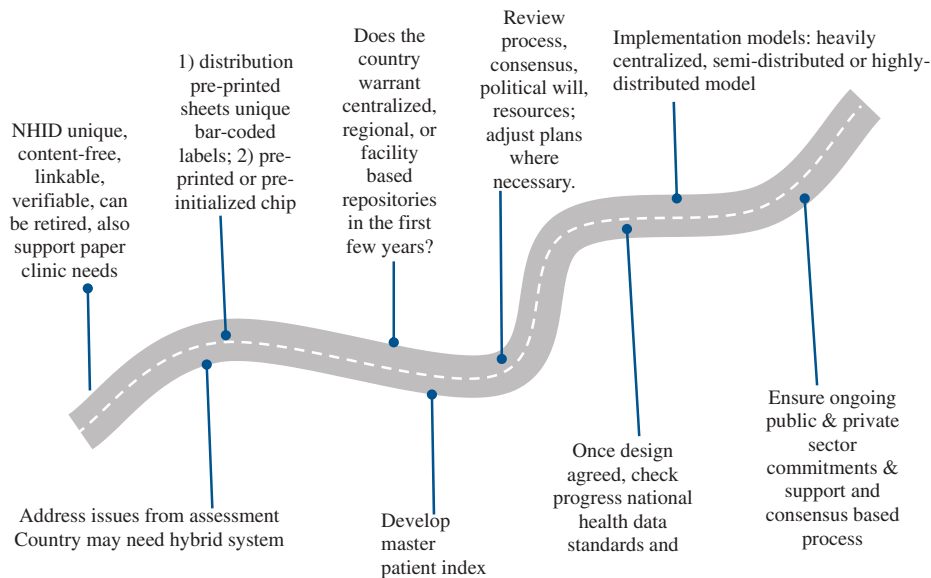 NHID unique,
content-free,
linkable,
verifiable, can
be retired, also
support paper
clinic needs
1) distribution
pre-printed
sheets unique
bar-coded
labels; 2) pre-
printed or pre-
initialized chip
Does the
country
warrant
centralized,
regional, or
facility
based
repositories
in the first
few years?
Review
process,
consensus,
political will,
resources;
adjust plans
where
necessary.
Implementation models: heavily
centralized, semi-distributed or highly-
distributed model
Address issues from assessment
Country may need hybrid system
Develop
master
patient index
Once design
agreed, check
progress national
health data
standards and
Ensure ongoing
public & private
sector
commitments &
support and
consensus based
process